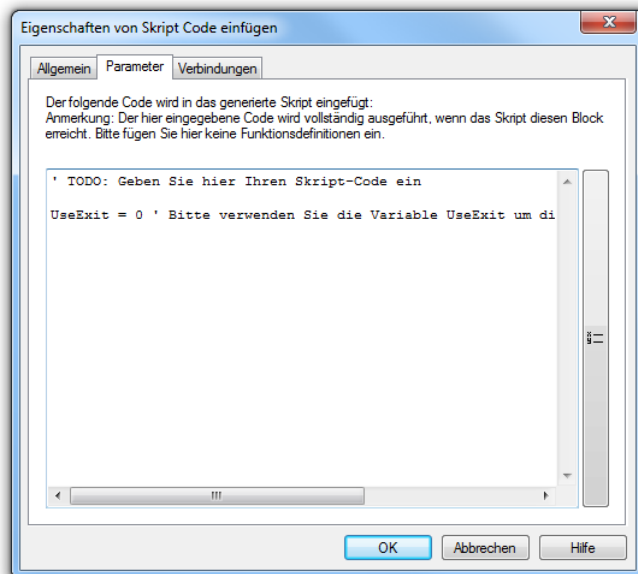 Eigenschaften von Skript Code einfügen
Allgemein Parameter Verbindungen
Der folgende Code wird in das generierte Skript eingefügt:
Anmerkung: Der hier eingegebene Code wird vollständig ausgeführt, wenn das Skript diesen Block
erreicht. Bitte fügen Sie hier keine Funktionsdefinitionen ein.
' TODO: Geben Sie hier Ihren Skript-Code ein
UseExit = 0 ' Bitte verwenden Sie die Variable UseExit um di
OK Abbrechen Hilfe